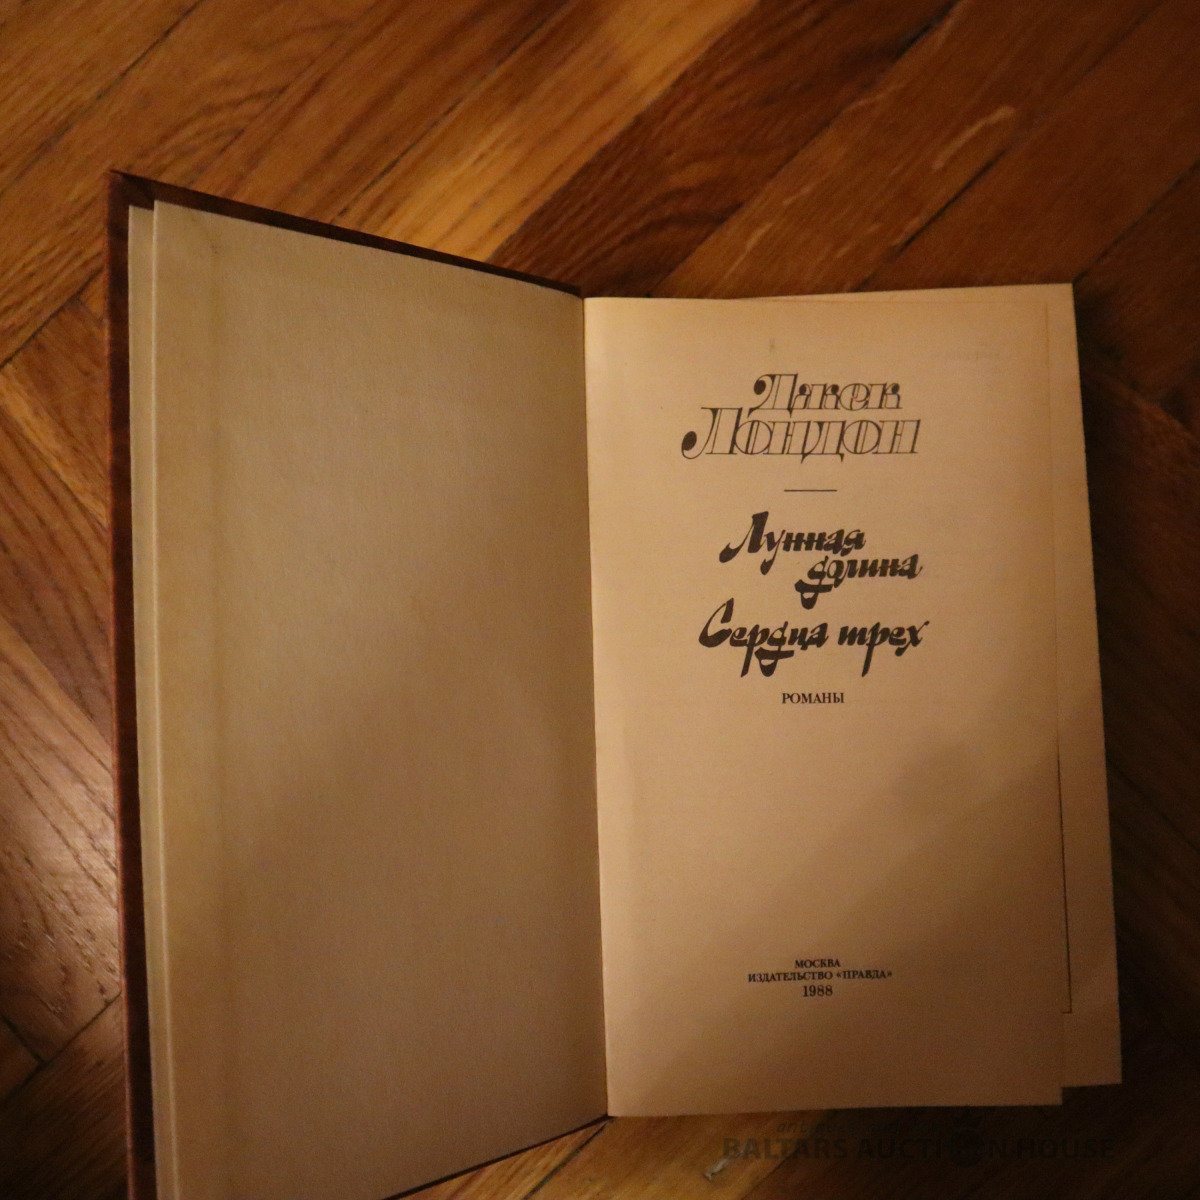 Джек
Лондон
Лунная
долина
Сердца трех
РОМАНЫ
МОСКВА
ИЗДАТЕЛЬСТВО «ПРАВДА»
1988
BALTARS AUCTION HOUSE